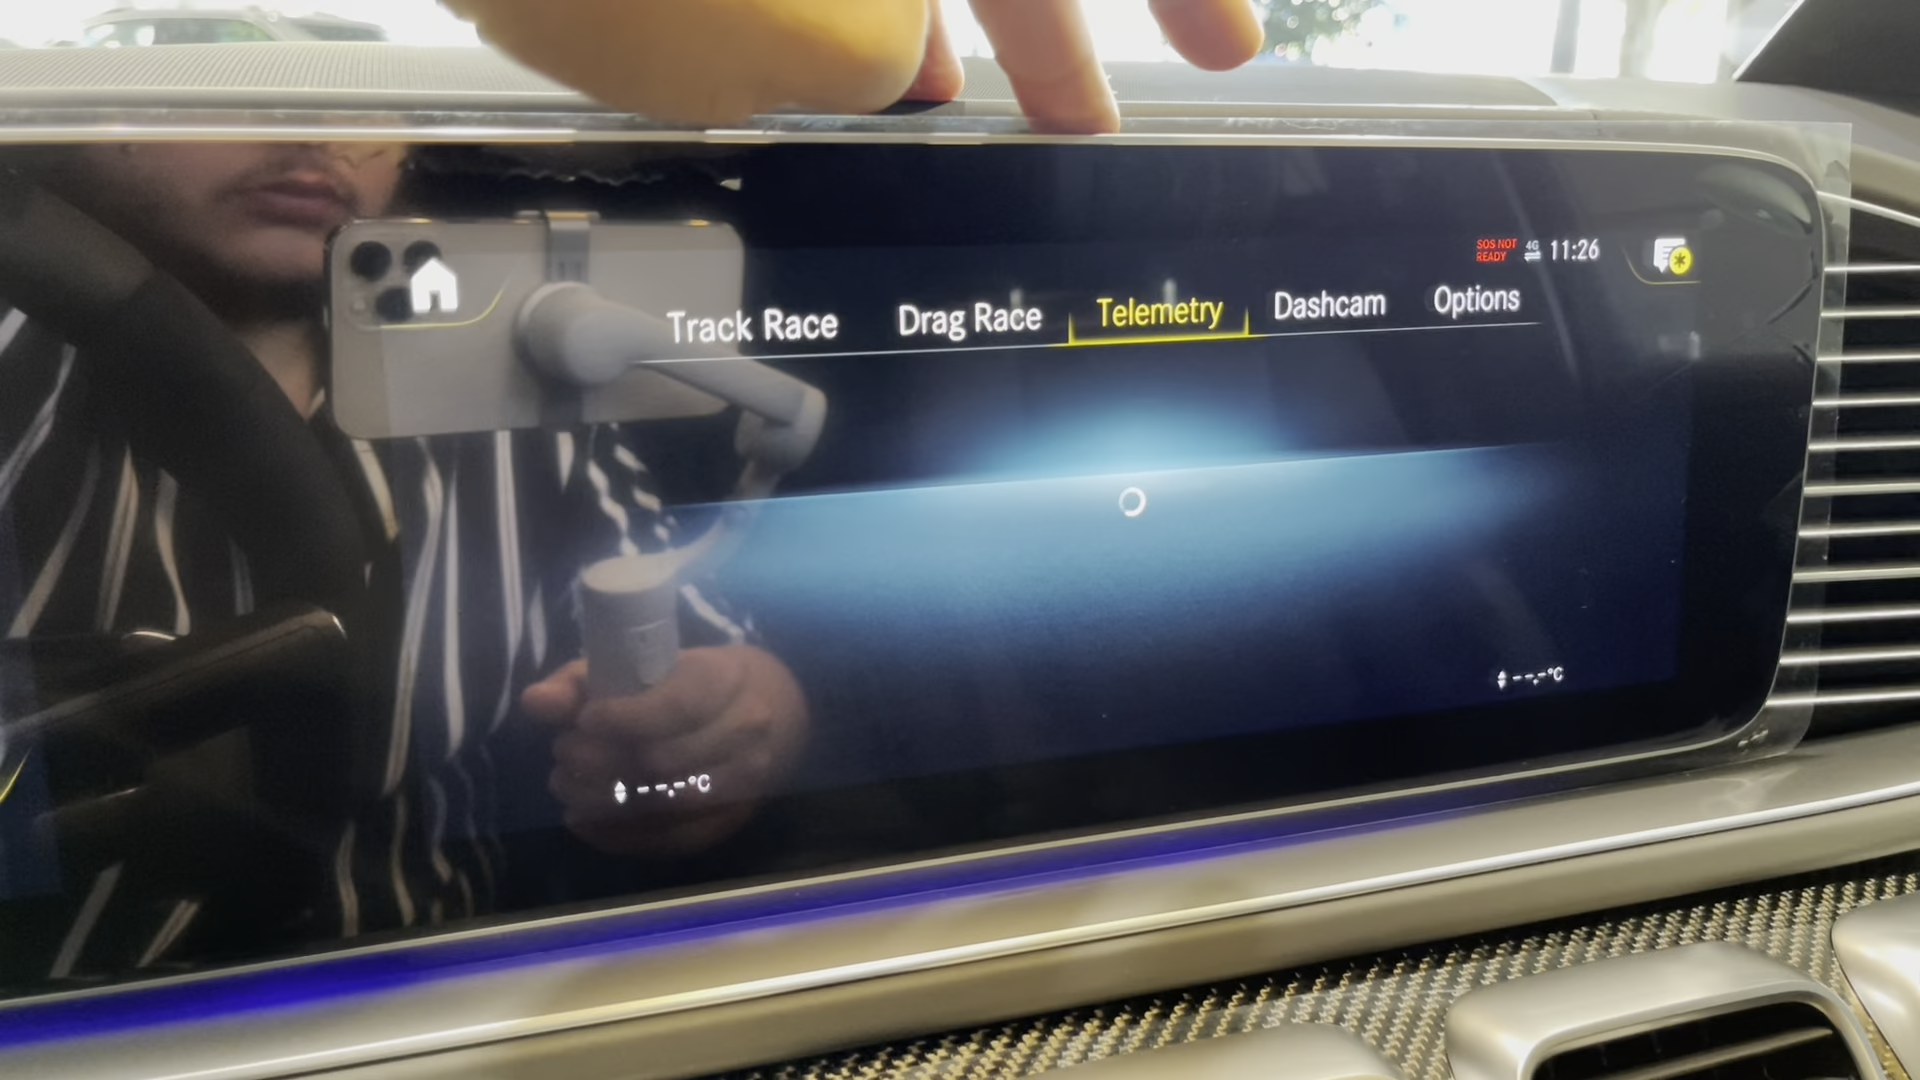 SOS NOT
READY
4G
11:26
Track Race
Drag Race
Telemetry
Dashcam
Options
--.-°C
--.-°C